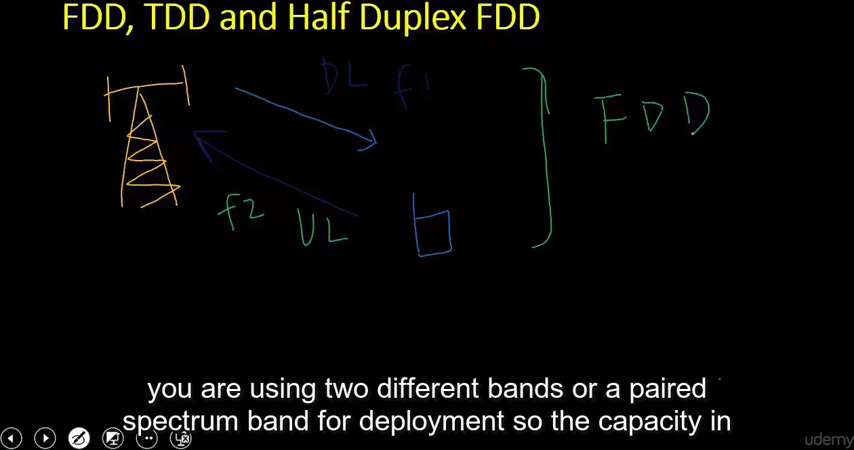 FDD, TDD and Half Duplex FDD
DL f1
FDD
f2 UL
you are using two different bands or a paired
spectrum band for deployment so the capacity in
udemy